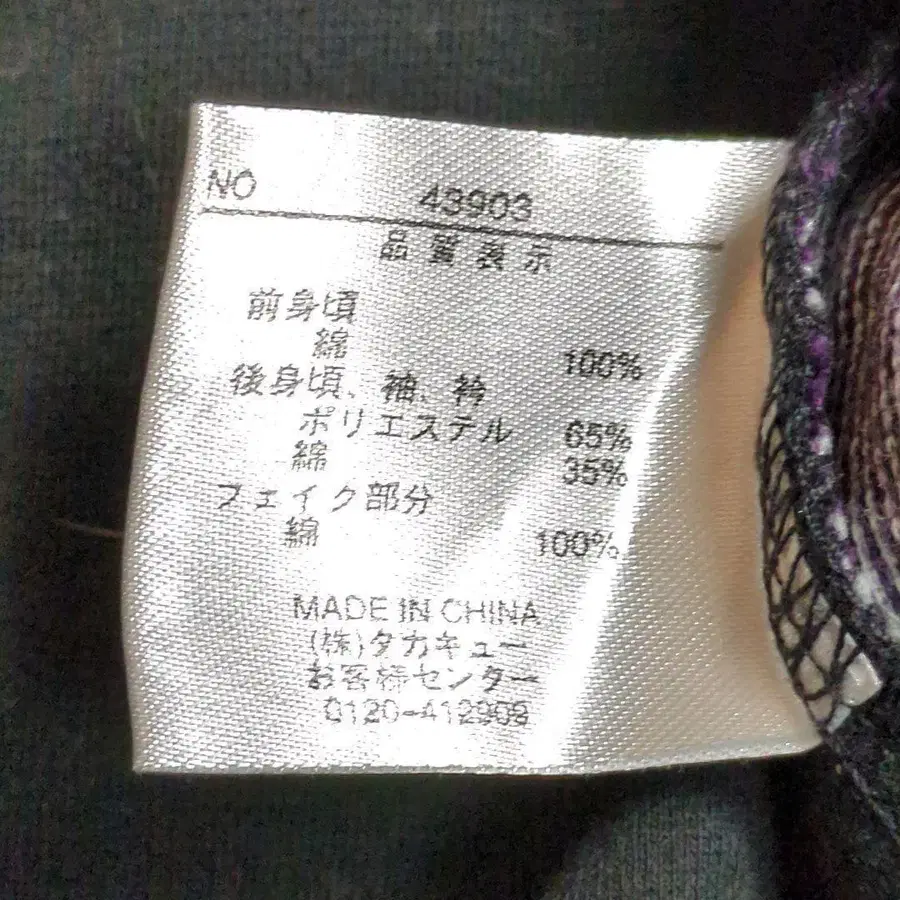 NO 43903
品質表示
前身頃
綿 100%
後身頃、袖、衿
ポリエステル 65%
綿 35%
フェイク部分
綿 100%
MADE IN CHINA
(株)タカキュー
お客様センター
0120-412909